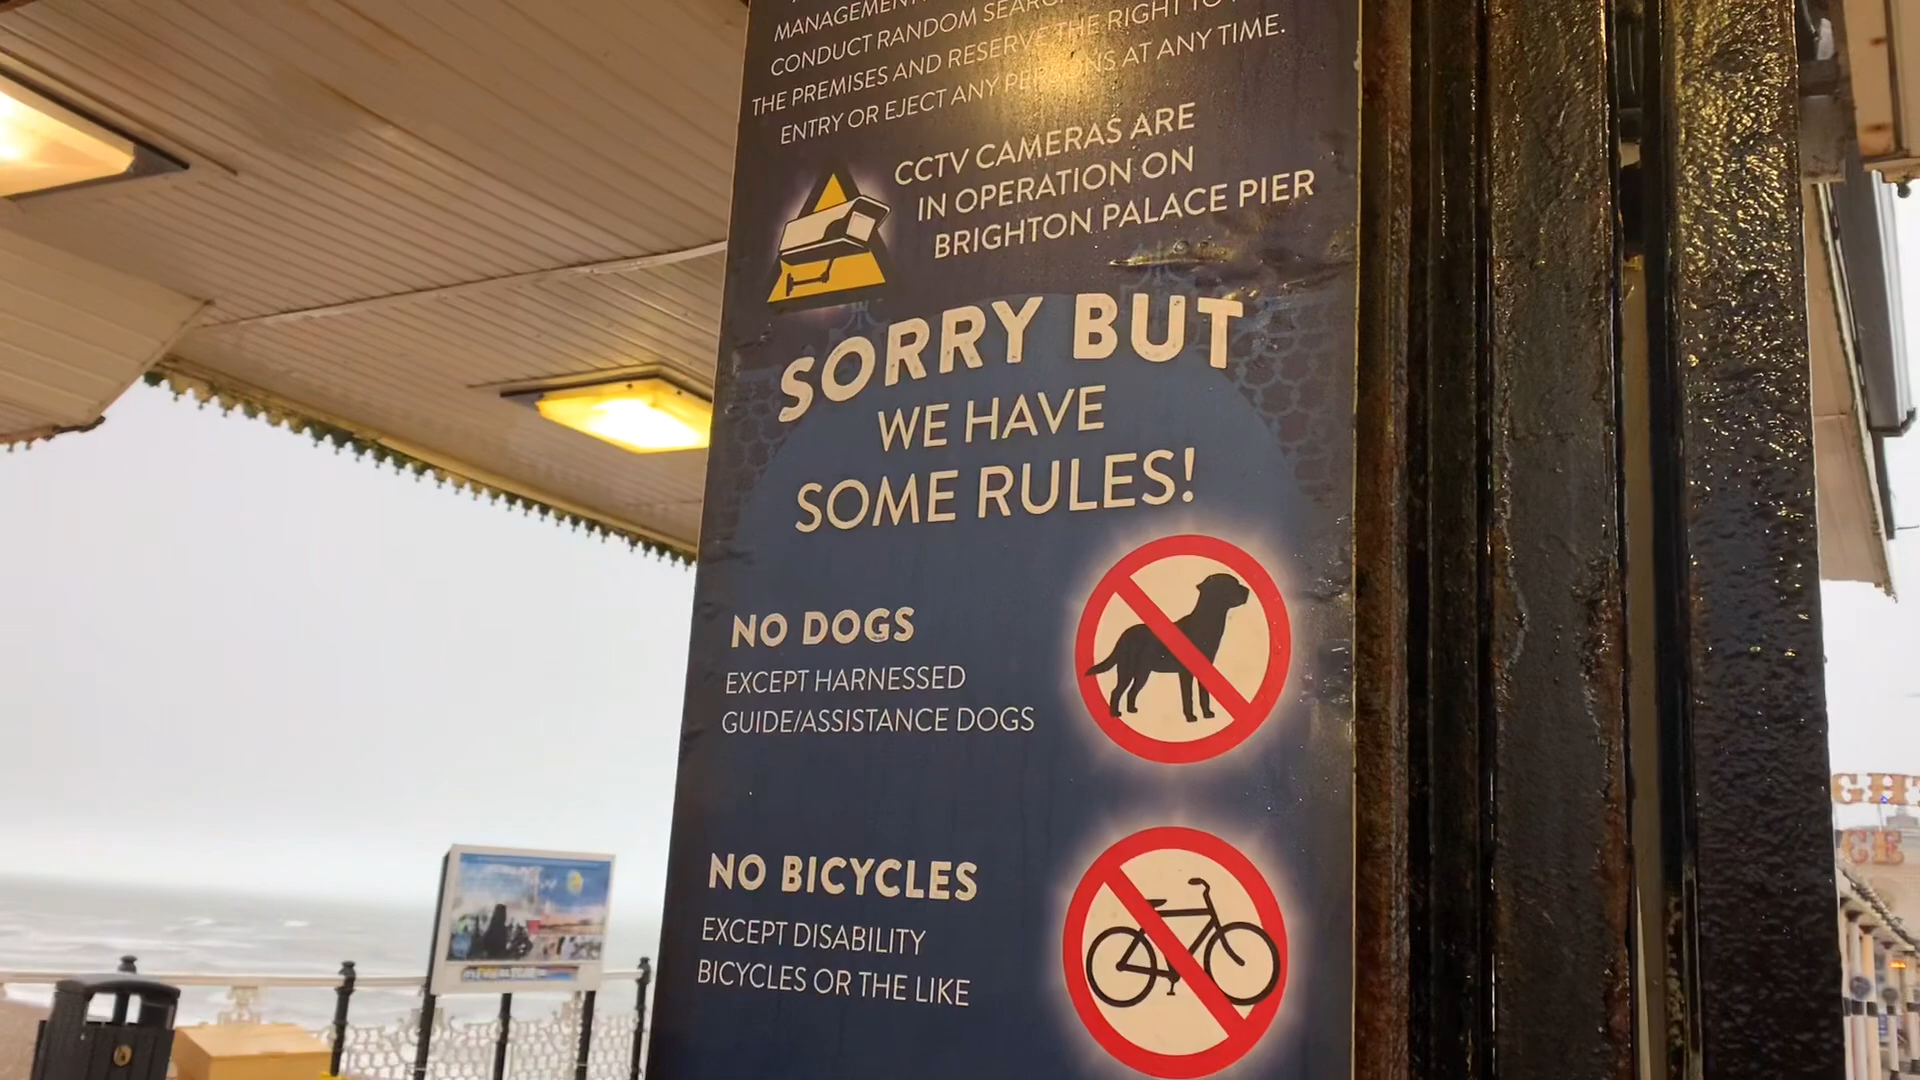 MANAGEMENT
CONDUCT RANDOM
THE PREMISES AND RESERVE THE RIGHT TO
ENTRY OR EJECT ANY PERSONS AT ANY TIME.
CCTV CAMERAS ARE
IN OPERATION ON
BRIGHTON PALACE PIER
SORRY BUT
WE HAVE
SOME RULES!
NO DOGS
EXCEPT HARNESSED
GUIDE/ASSISTANCE DOGS
NO BICYCLES
EXCEPT DISABILITY
BICYCLES OR THE LIKE